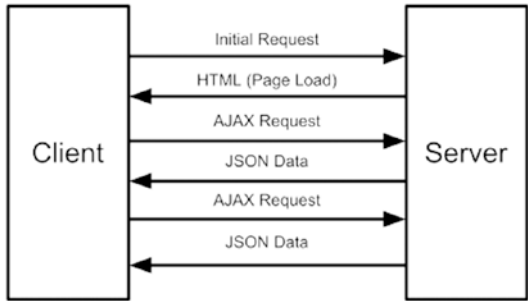 Initial Request
HTML (Page Load)
AJAX Request
Client
Server
JSON Data
AJAX Request
JSON Data